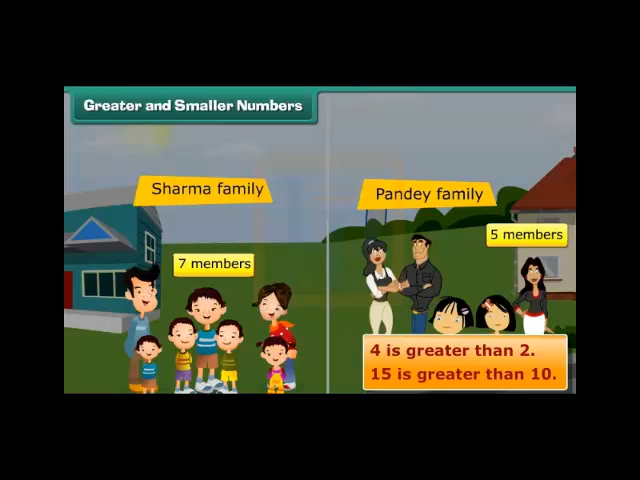 Greater and Smaller Numbers
Sharma family
Pandey family
7 members
5 members
4 is greater than 2.
15 is greater than 10.